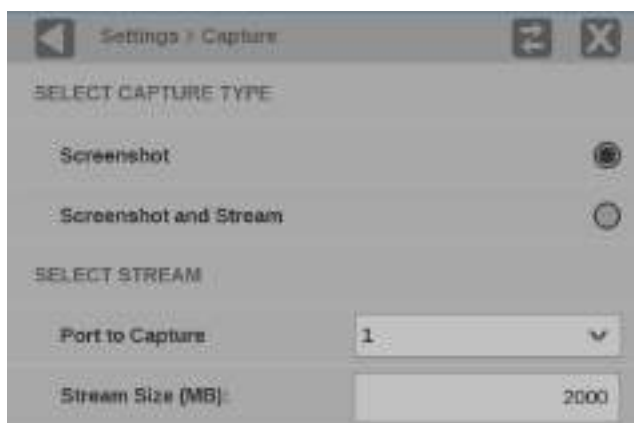 Settings > Capture
SELECT CAPTURE TYPE
Screenshot
Screenshot and Stream
SELECT STREAM
Port to Capture 1
Stream Size (MB): 2000